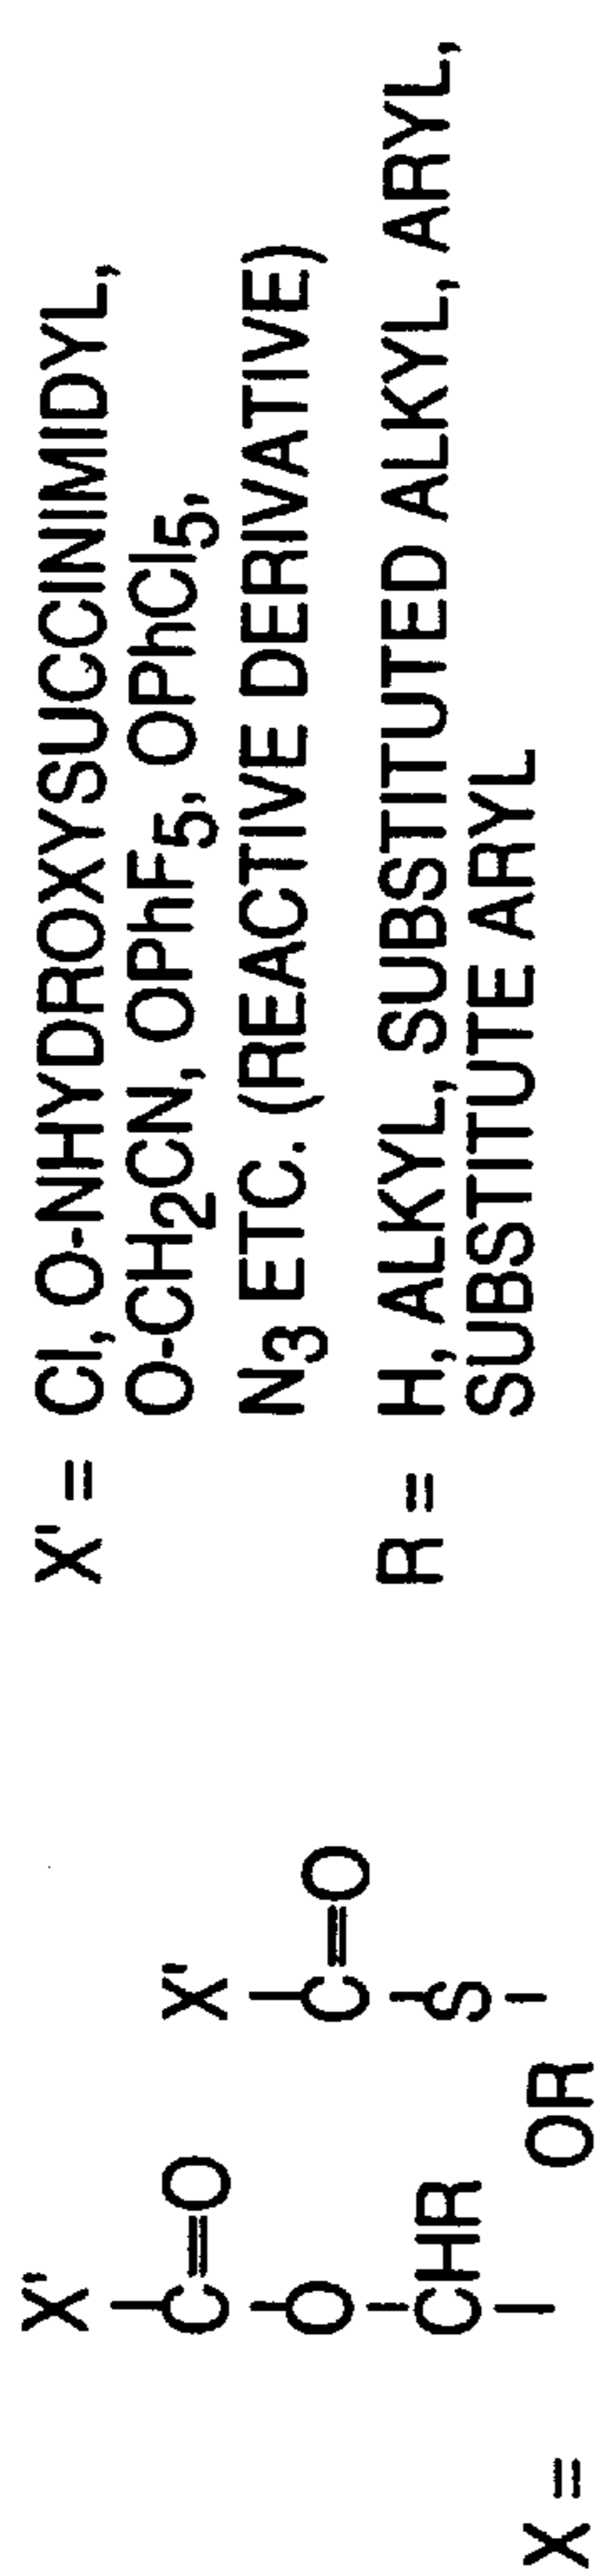 X' = Cl, O-NHYDROXYSUCCINIMIDYL,
O-CH2CN, OPhF5, OPhCl5,
N3 ETC. (REACTIVE DERIVATIVE)
R = H, ALKYL, SUBSTITUTED ALKYL, ARYL,
SUBSTITUTE ARYL
X'
C=O
O
CHR
X'
C=O
S
OR
X =